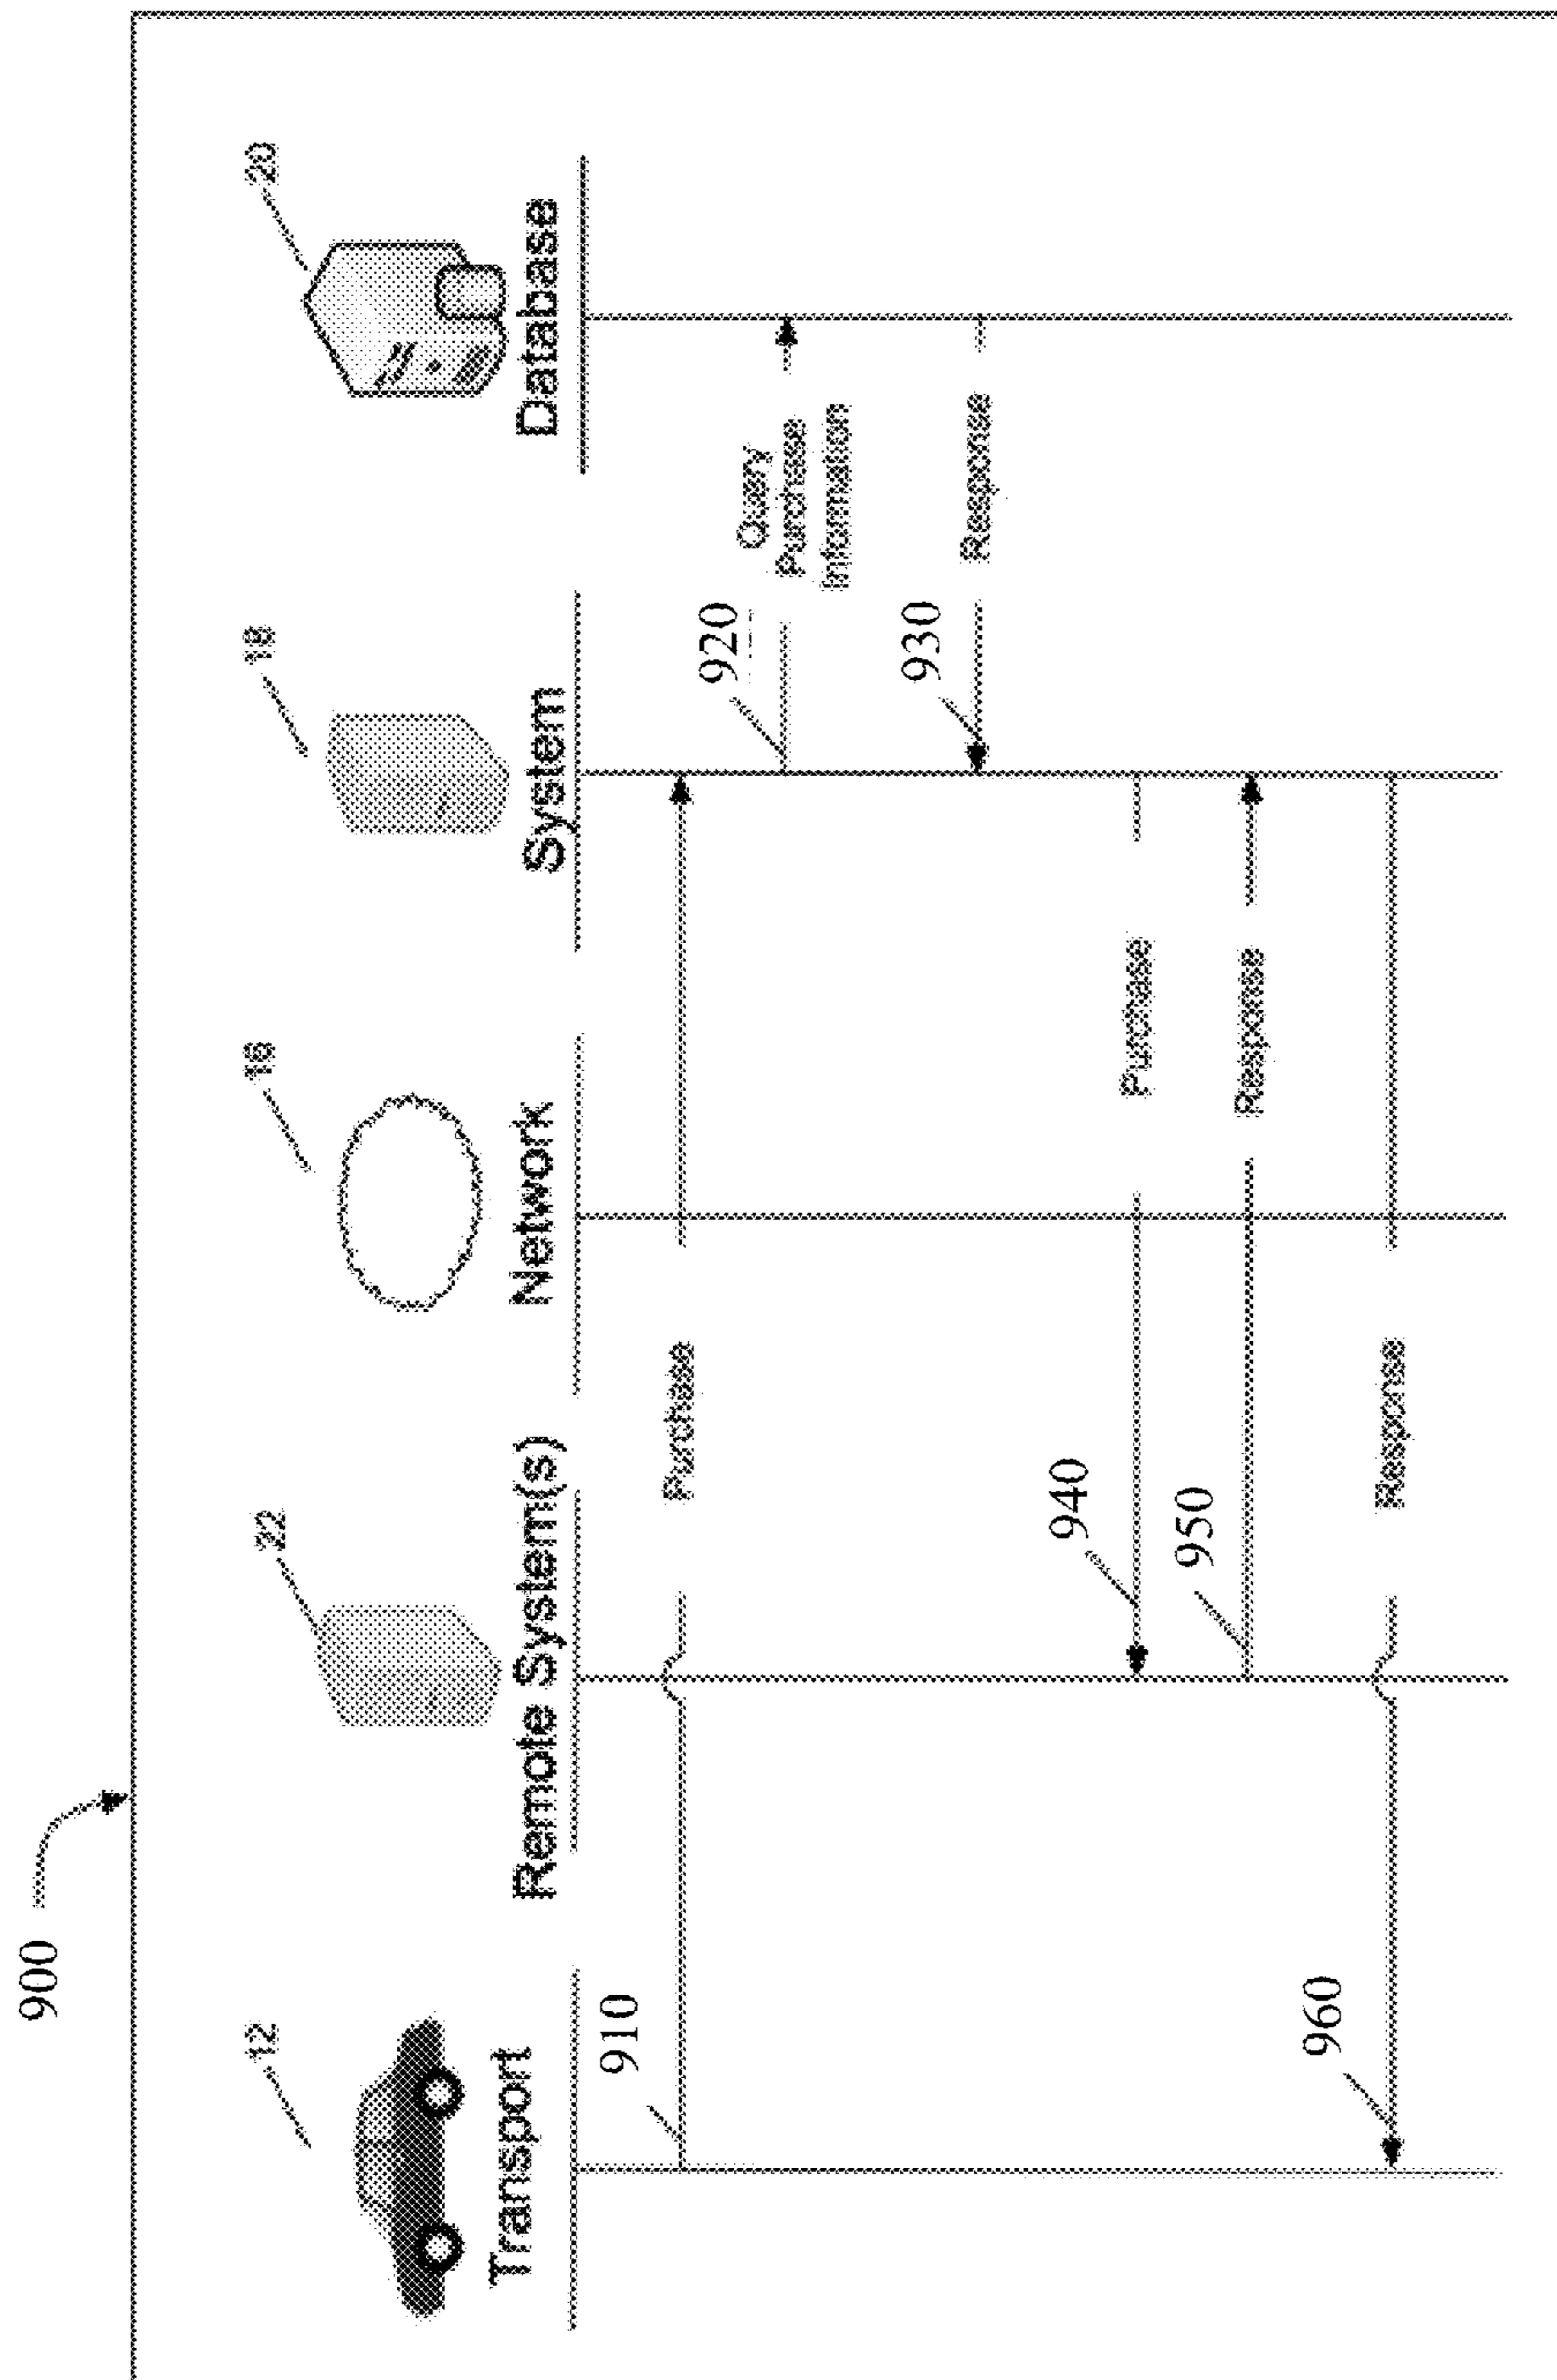 900
12
22
16
18
20
Transport
Remote System(s)
Network
System
Database
910
Purchase
920
Query
Purchase
Information
930
Response
940
Purchase
950
Response
960
Response